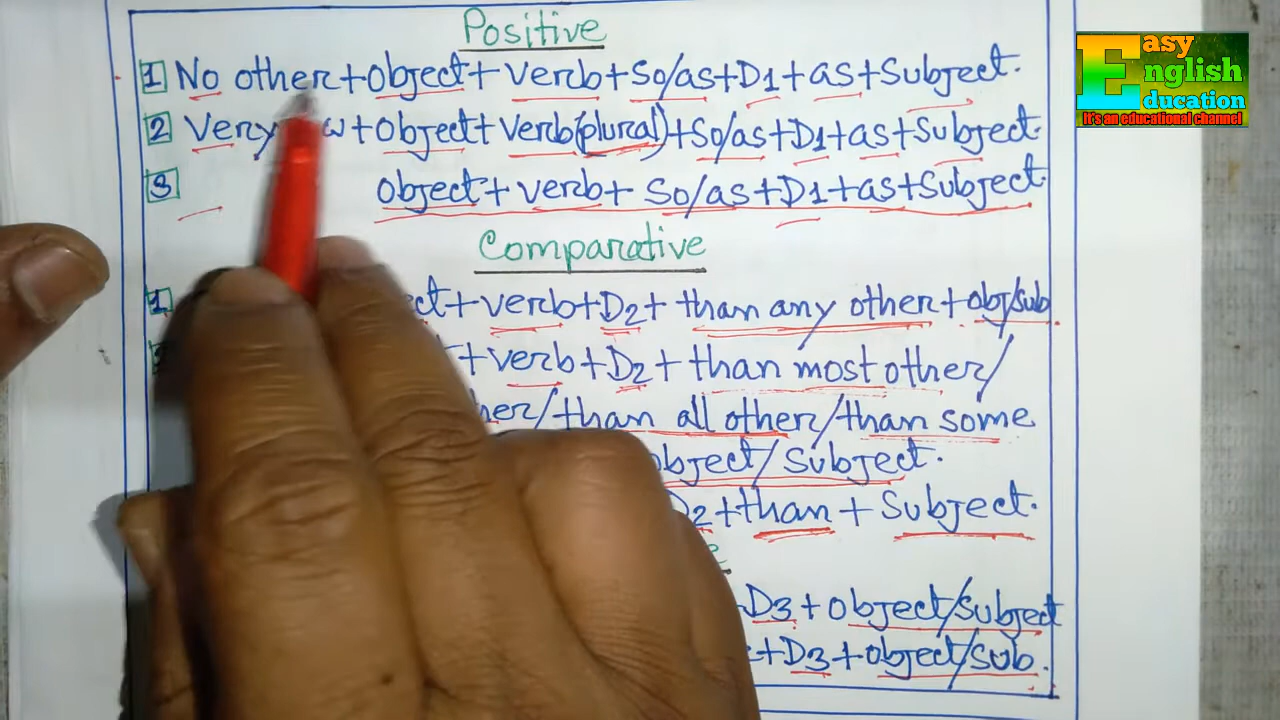 Positive
1 No other+object+verb+So/as+D1+as+Subject.
2 Very +object+verb(plural)+So/as+D1+as+Subject.
3 object+verb+So/as+D1+as+Subject.
Comparative
1 +verb+D2+than any other+obj/sub.
+verb+D2+than most other/
/than all other/than some
object/Subject.
D2+than+Subject.
D3+object/Subject
+D3+object/sub.
Easy
English
Education
it's an educational channel